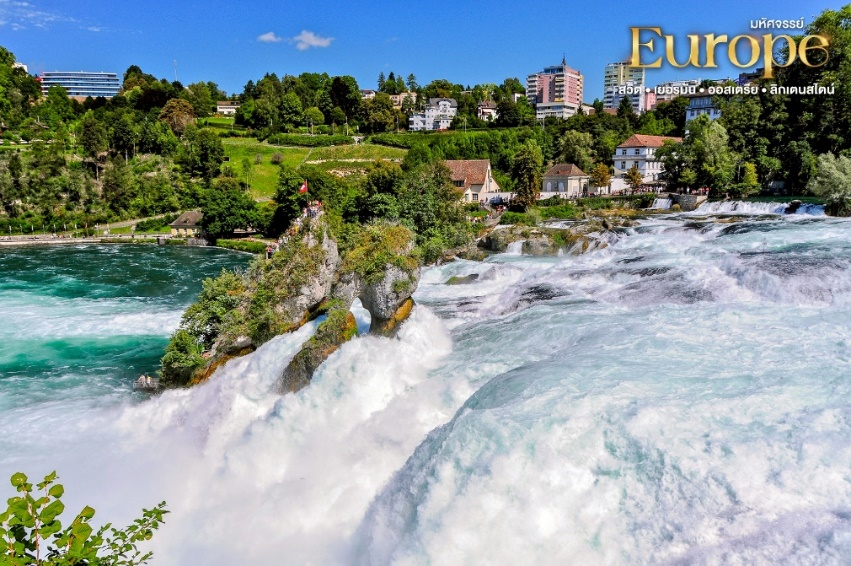 มหัศจรรย์
Europe
สวิต • เยอรมัน • ออสเตรีย • ลิกเตนสไตน์